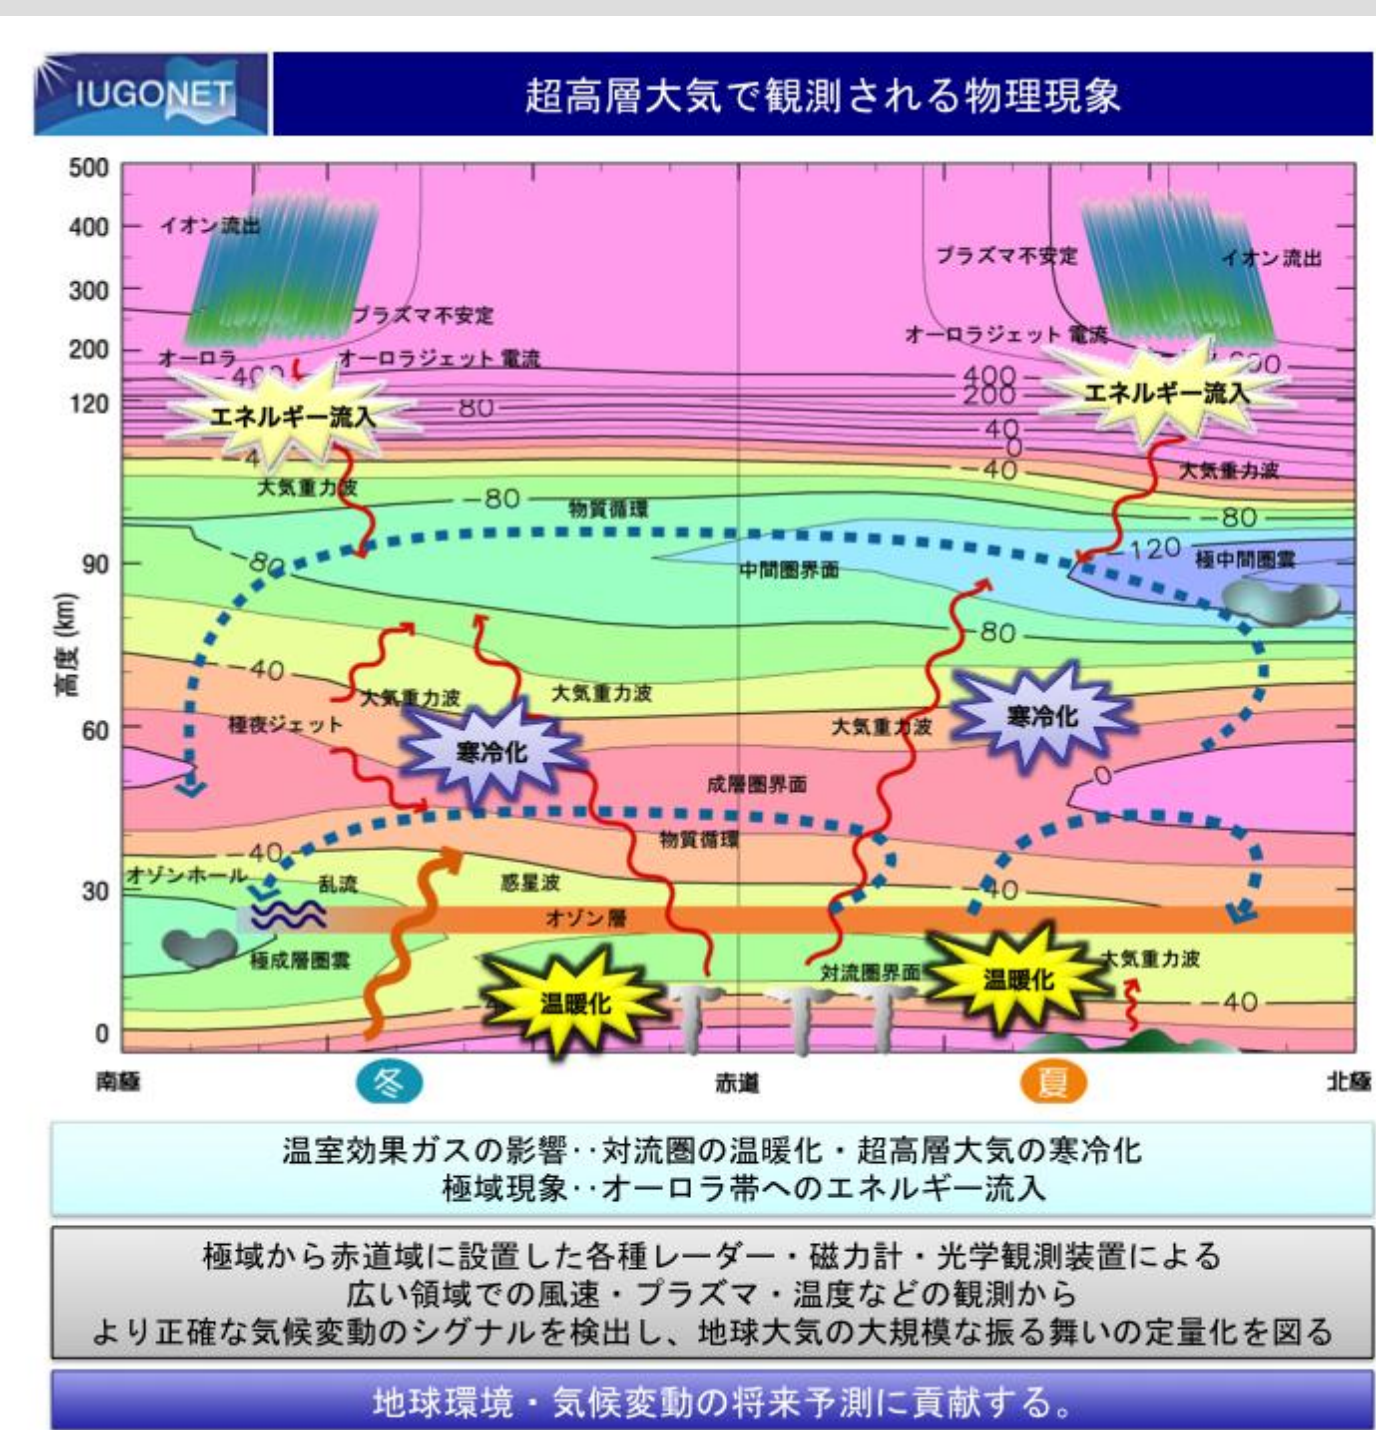 IUGONET
超高層大気で観測される物理現象
500
400
300
200
120
90
60
30
0
高度 (km)
イオン流出
プラズマ不安定
イオン流出
プラズマ不安定
オーロラジェット電流
オーロラ
オーロラジェット電流
400
400
200
エネルギー流入
エネルギー流入
80
40
0
-40
大気重力波
大気重力波
-80
物質循環
-80
-80
中間圏界面
-120
極中間圏雲
-80
-40
大気重力波
大気重力波
極夜ジェット
大気重力波
寒冷化
寒冷化
成層圏界面
0
物質循環
-40
オゾンホール
乱流
惑星波
-40
オゾン層
極成層圏雲
対流圏界面
大気重力波
温暖化
温暖化
-40
南極
冬
赤道
夏
北極
温室効果ガスの影響‥対流圏の温暖化・超高層大気の寒冷化
極域現象‥オーロラ帯へのエネルギー流入
極域から赤道域に設置した各種レーダー・磁力計・光学観測装置による
広い領域での風速・プラズマ・温度などの観測から
より正確な気候変動のシグナルを検出し、地球大気の大規模な振る舞いの定量化を図る
地球環境・気候変動の将来予測に貢献する。